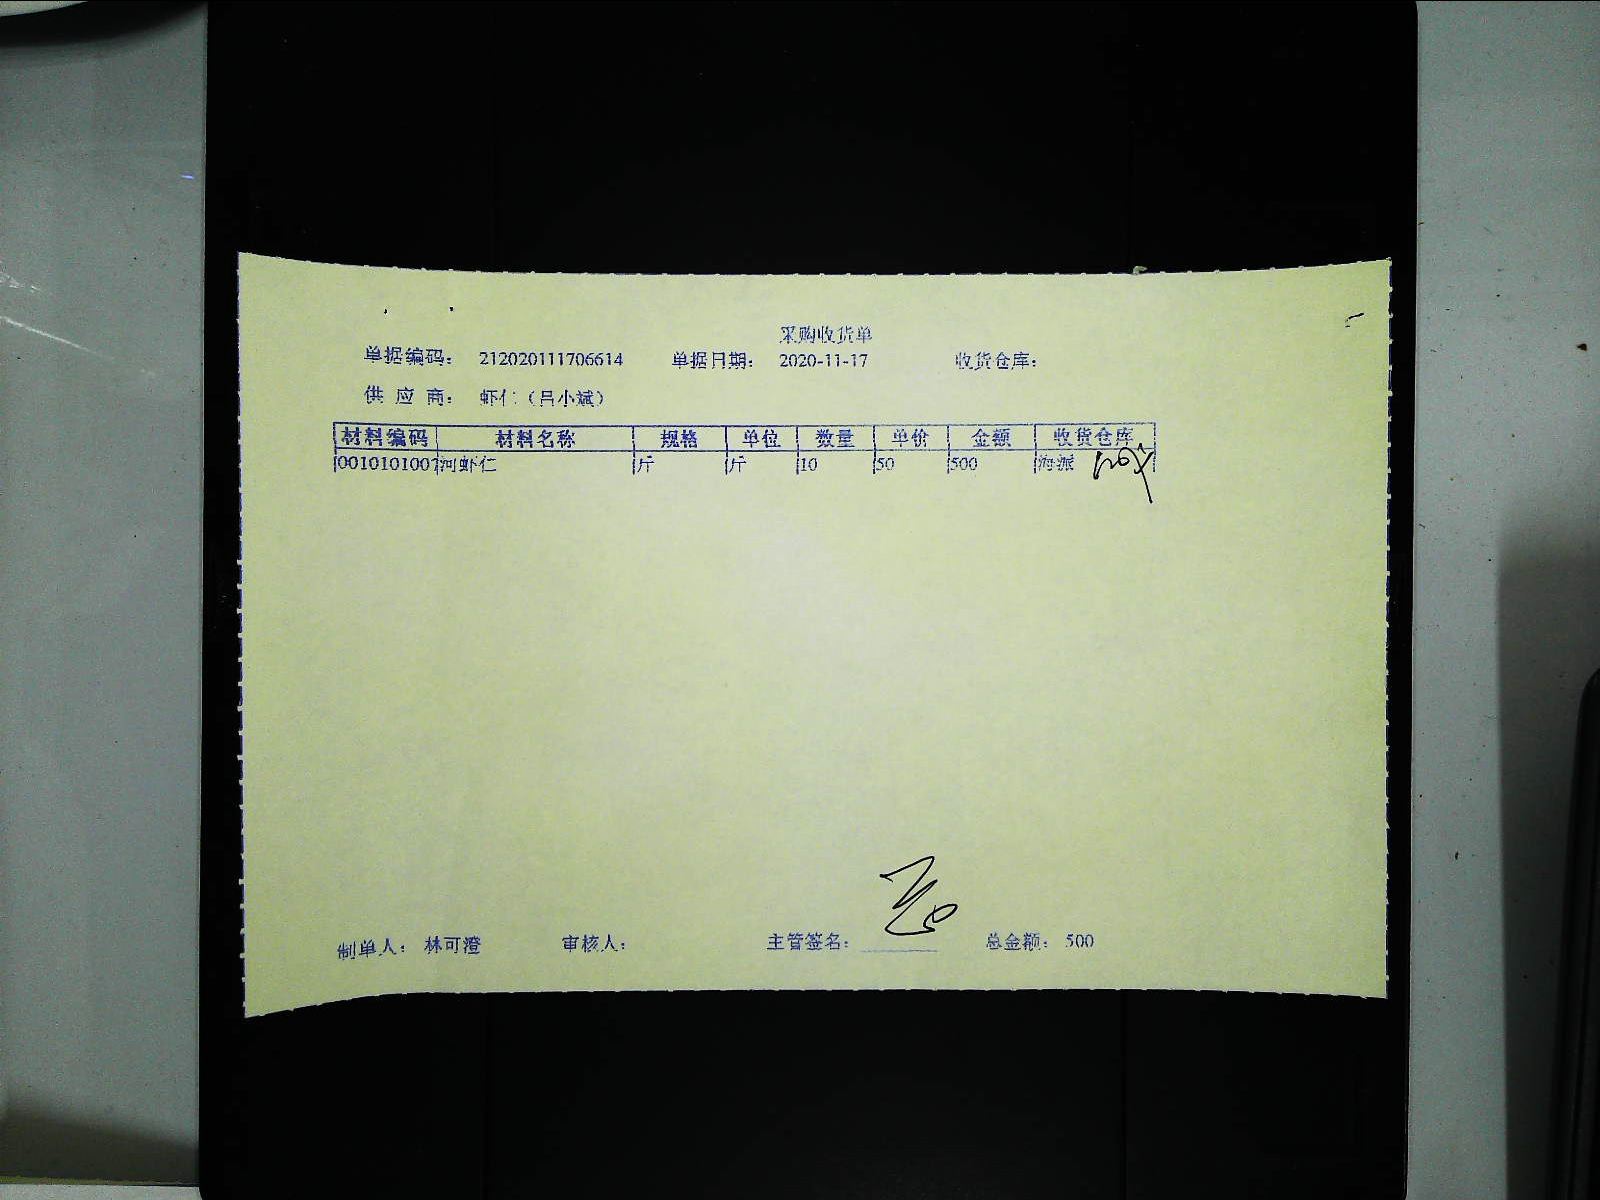 采购收货单
单据编码： 212020111706614 单据日期： 2020-11-17 收货仓库：
供 应 商： 虾仁（吕小斌）
材料编码 材料名称 规格 单位 数量 单价 金额 收货仓库
0010101007 河虾仁 斤 斤 10 50 500 海派
制单人： 林可澄 审核人： 主管签名： 总金额： 500